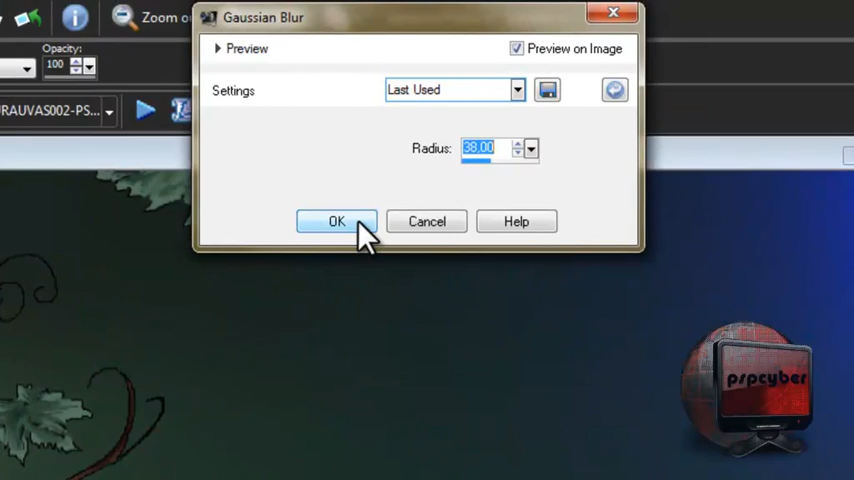 Zoom o
Gaussian Blur
Preview
Preview on Image
Opacity:
100
Settings
Last Used
RAUVAS002-PS...
Radius:
38,00
OK
Cancel
Help
pspcyber